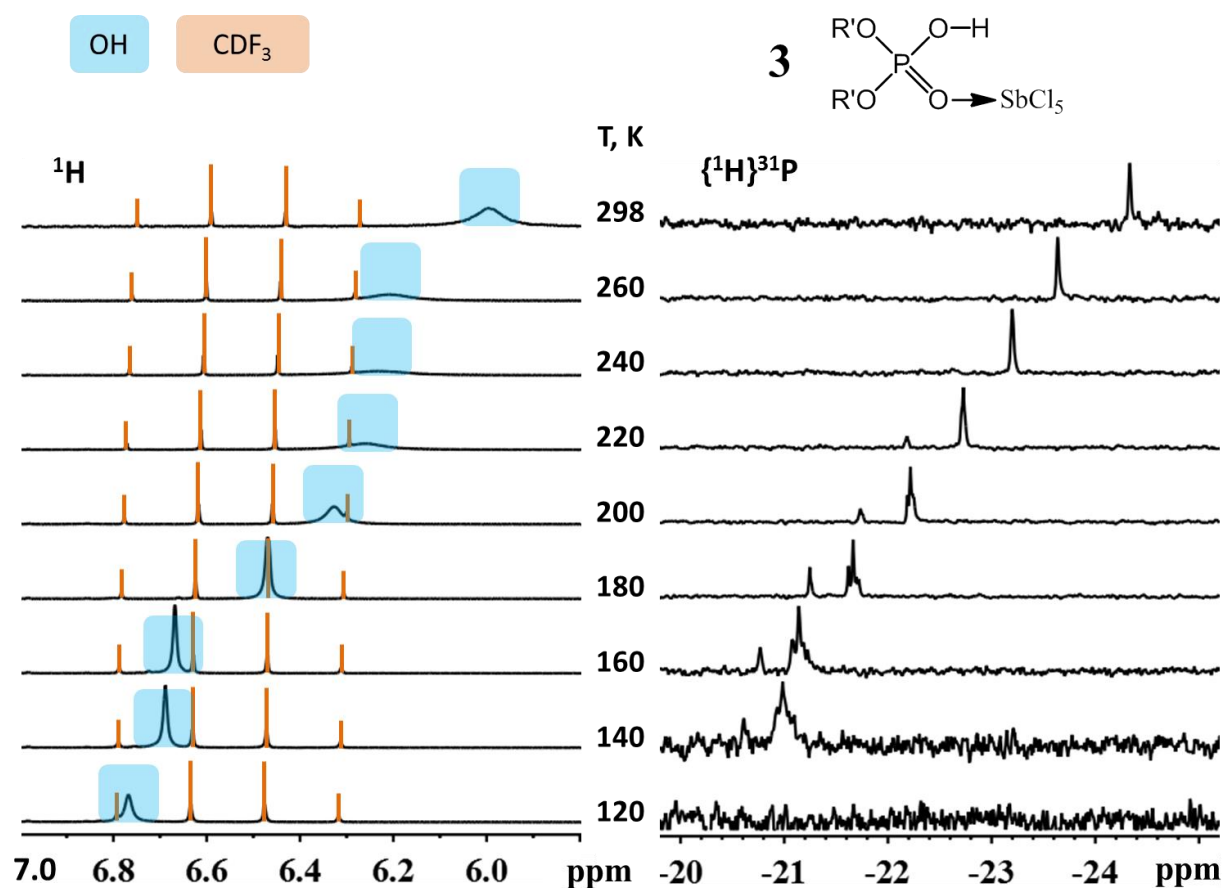 OH
CDF₃
3
R'O
O—H
P
R'O
O
SbCl₅
T, K
¹H
{¹H}³¹P
298
260
240
220
200
180
160
140
120
7.0 6.8 6.6 6.4 6.2 6.0 ppm
-20 -21 -22 -23 -24 ppm